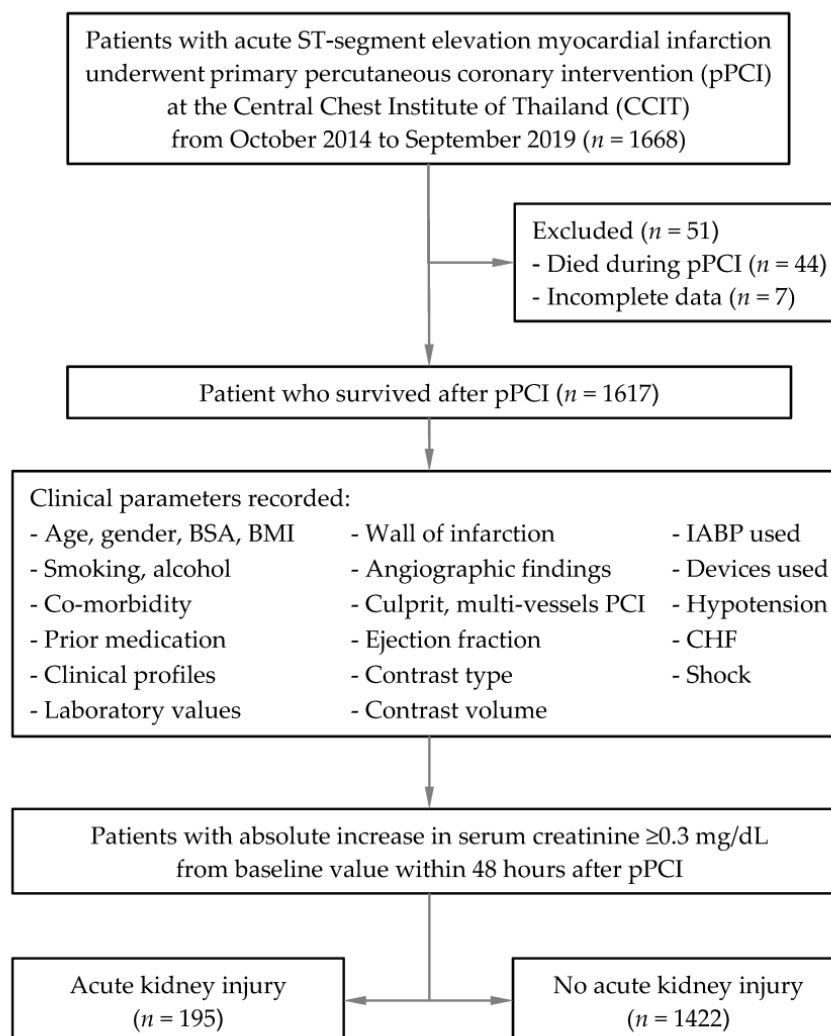 Patients with acute ST-segment elevation myocardial infarction
underwent primary percutaneous coronary intervention (pPCI)
at the Central Chest Institute of Thailand (CCIT)
from October 2014 to September 2019 (n = 1668)
Excluded (n = 51)
- Died during pPCI (n = 44)
- Incomplete data (n = 7)
Patient who survived after pPCI (n = 1617)
Clinical parameters recorded:
- Age, gender, BSA, BMI
- Smoking, alcohol
- Co-morbidity
- Prior medication
- Clinical profiles
- Laboratory values
- Wall of infarction
- Angiographic findings
- Culprit, multi-vessels PCI
- Ejection fraction
- Contrast type
- Contrast volume
- IABP used
- Devices used
- Hypotension
- CHF
- Shock
Patients with absolute increase in serum creatinine ≥0.3 mg/dL
from baseline value within 48 hours after pPCI
Acute kidney injury
(n = 195)
No acute kidney injury
(n = 1422)